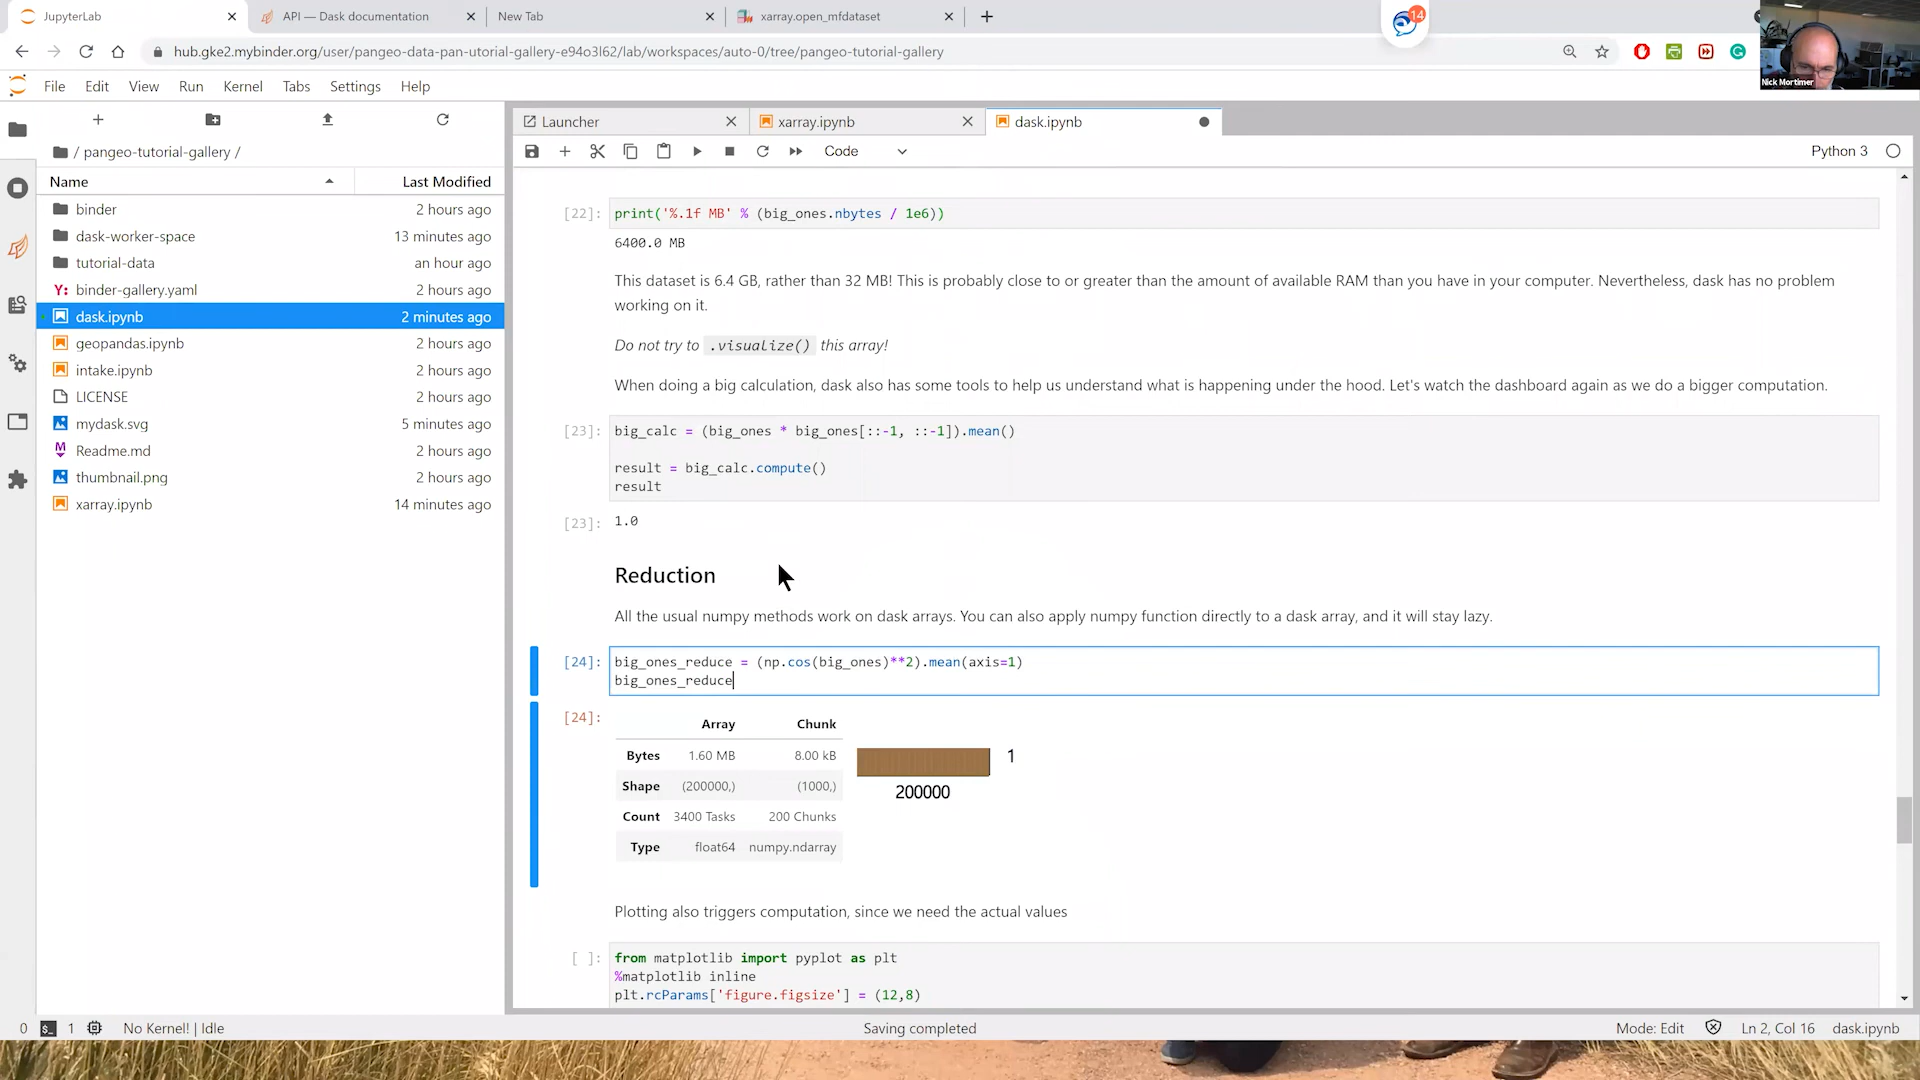 JupyterLab
API — Dask documentation
New Tab
xarray.open_mfdataset
14
hub.gke2.mybinder.org/user/pangeo-data-pan-utorial-gallery-e94o3l62/lab/workspaces/auto-0/tree/pangeo-tutorial-gallery
Nick Mortimer
File Edit View Run Kernel Tabs Settings Help
/ pangeo-tutorial-gallery /
Name Last Modified
binder 2 hours ago
dask-worker-space 13 minutes ago
tutorial-data an hour ago
Y: binder-gallery.yaml 2 hours ago
dask.ipynb 2 minutes ago
geopandas.ipynb 2 hours ago
intake.ipynb 2 hours ago
LICENSE 2 hours ago
mydask.svg 5 minutes ago
Readme.md 2 hours ago
thumbnail.png 2 hours ago
xarray.ipynb 14 minutes ago
Launcher
xarray.ipynb
dask.ipynb
Code
Python 3
[22]: print('%.1f MB' % (big_ones.nbytes / 1e6))
6400.0 MB
This dataset is 6.4 GB, rather than 32 MB! This is probably close to or greater than the amount of available RAM than you have in your computer. Nevertheless, dask has no problem
working on it.
Do not try to .visualize() this array!
When doing a big calculation, dask also has some tools to help us understand what is happening under the hood. Let's watch the dashboard again as we do a bigger computation.
[23]: big_calc = (big_ones * big_ones[::-1, ::-1]).mean()
result = big_calc.compute()
result
[23]: 1.0
Reduction
All the usual numpy methods work on dask arrays. You can also apply numpy function directly to a dask array, and it will stay lazy.
[24]: big_ones_reduce = (np.cos(big_ones)**2).mean(axis=1)
big_ones_reduce
[24]:
Array Chunk
Bytes 1.60 MB 8.00 kB
Shape (200000,) (1000,)
Count 3400 Tasks 200 Chunks
Type float64 numpy.ndarray
1
200000
Plotting also triggers computation, since we need the actual values
[ ]: from matplotlib import pyplot as plt
%matplotlib inline
plt.rcParams['figure.figsize'] = (12,8)
0 1 No Kernel! | Idle
Saving completed
Mode: Edit Ln 2, Col 16 dask.ipynb